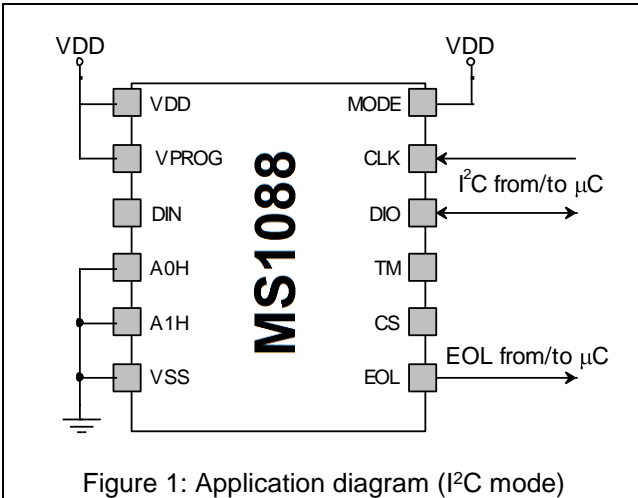 VDD
VDD
VDD
MODE
VPROG
CLK
I²C from/to μC
DIN
DIO
MS1088
A0H
TM
A1H
CS
EOL from/to μC
VSS
EOL
Figure 1: Application diagram (I²C mode)